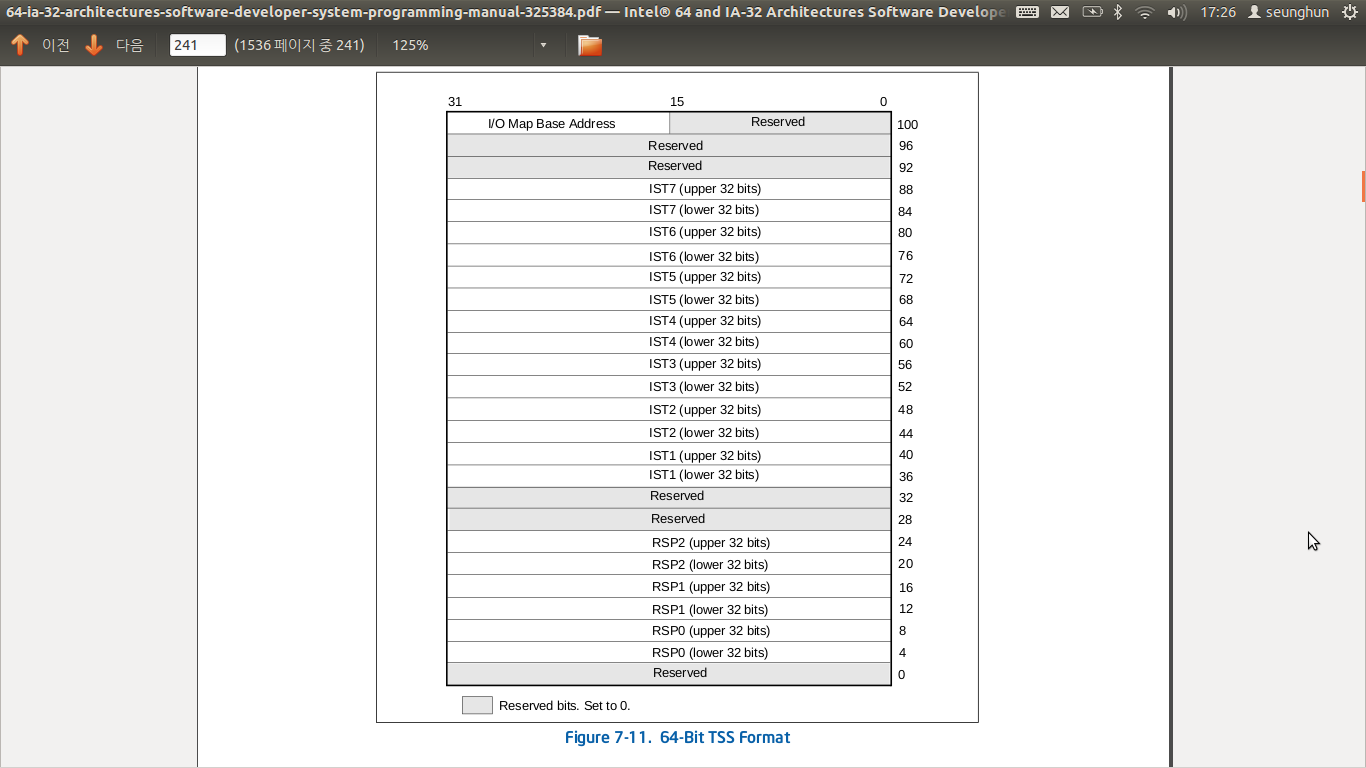 64-ia-32-architectures-software-developer-system-programming-manual-325384.pdf — Intel® 64 and IA-32 Architectures Software Develope 17:26 seunghun
이전 다음 241 (1536 페이지 중 241) 125%
31 15 0
I/O Map Base Address Reserved 100
Reserved 96
Reserved 92
IST7 (upper 32 bits) 88
IST7 (lower 32 bits) 84
IST6 (upper 32 bits) 80
IST6 (lower 32 bits) 76
IST5 (upper 32 bits) 72
IST5 (lower 32 bits) 68
IST4 (upper 32 bits) 64
IST4 (lower 32 bits) 60
IST3 (upper 32 bits) 56
IST3 (lower 32 bits) 52
IST2 (upper 32 bits) 48
IST2 (lower 32 bits) 44
IST1 (upper 32 bits) 40
IST1 (lower 32 bits) 36
Reserved 32
Reserved 28
RSP2 (upper 32 bits) 24
RSP2 (lower 32 bits) 20
RSP1 (upper 32 bits) 16
RSP1 (lower 32 bits) 12
RSP0 (upper 32 bits) 8
RSP0 (lower 32 bits) 4
Reserved 0
Reserved bits. Set to 0.
Figure 7-11. 64-Bit TSS Format